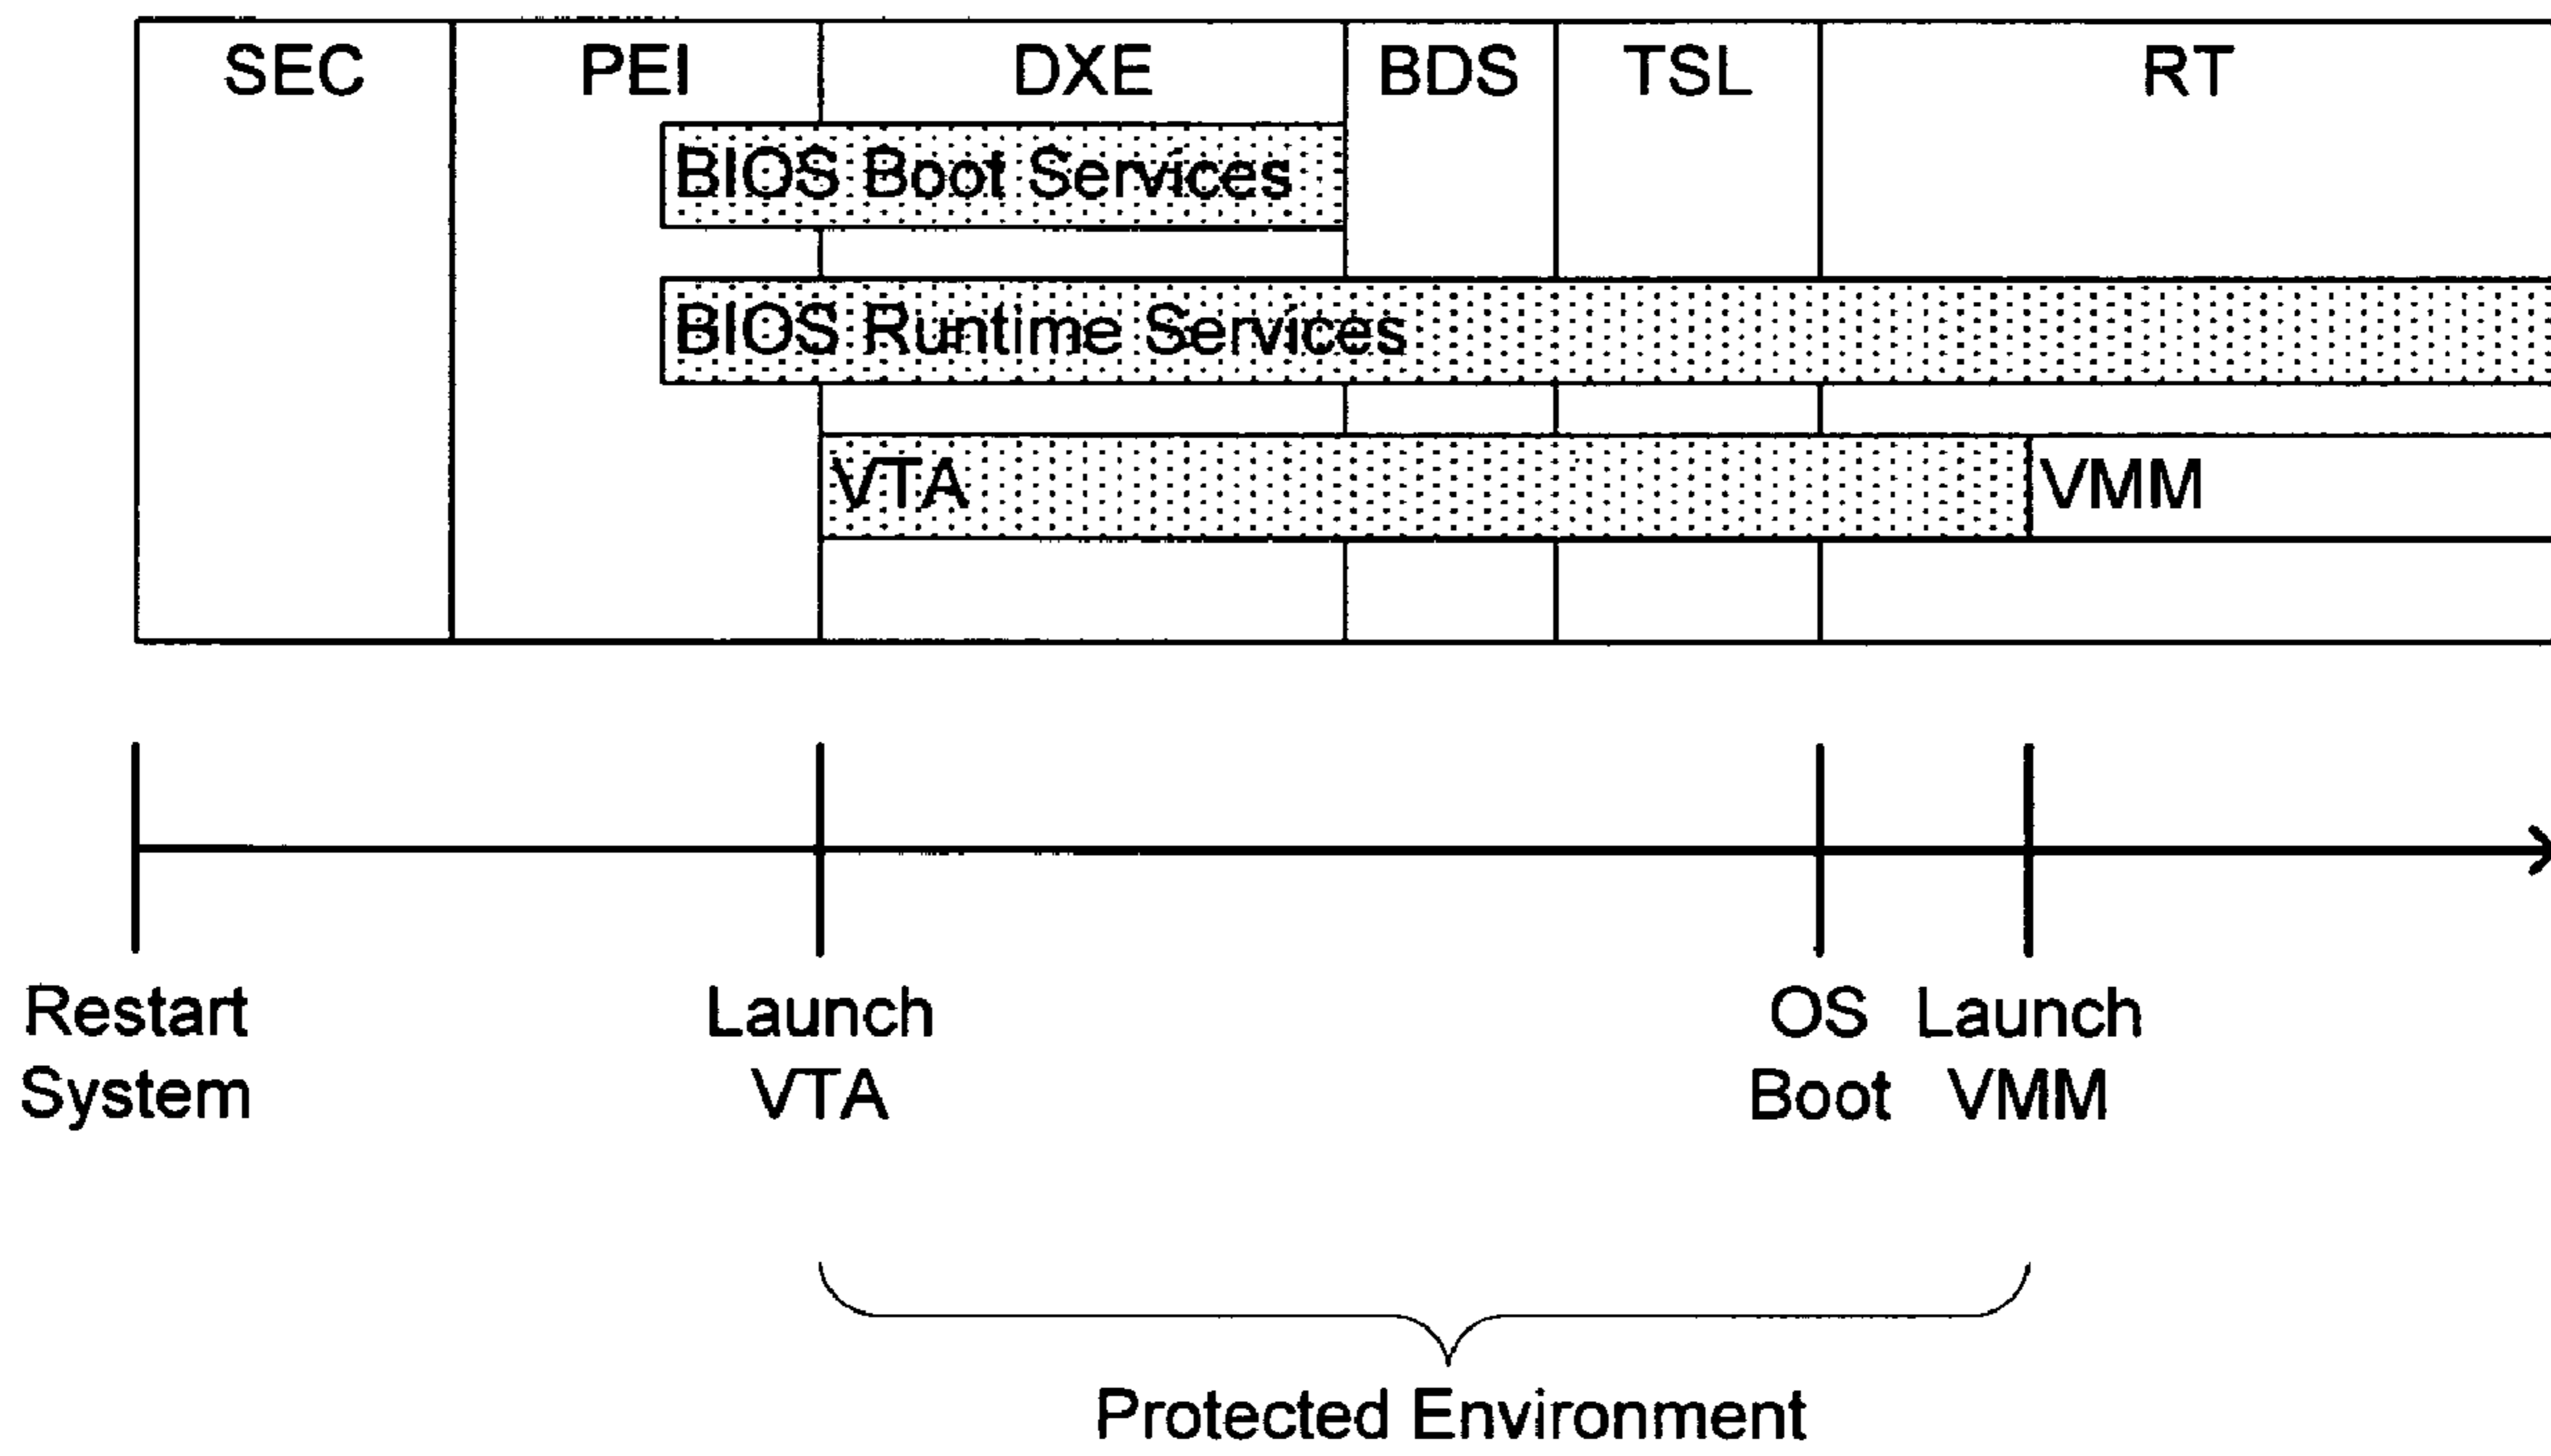 SEC PEI DXE BDS TSL RT
BIOS Boot Services
BIOS Runtime Services
VTA VMM
Restart System
Launch VTA
OS Boot
Launch VMM
Protected Environment